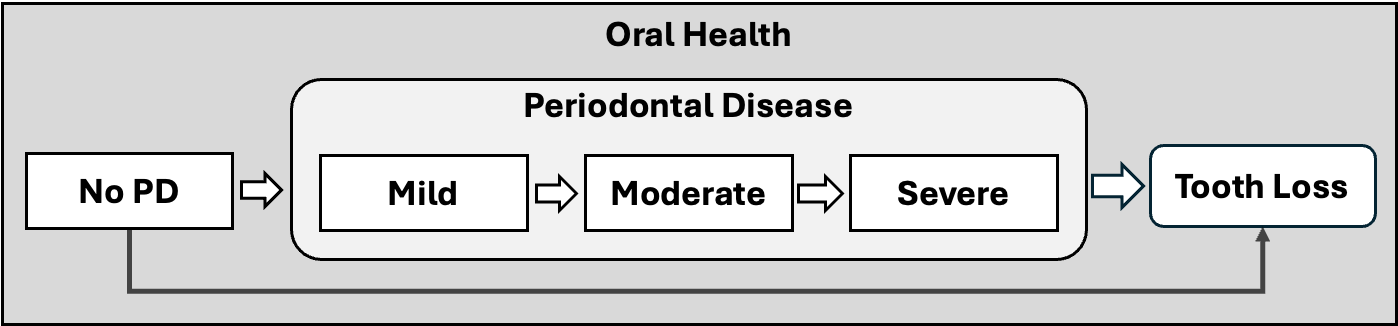 Oral Health
Periodontal Disease
No PD
Mild
Moderate
Severe
Tooth Loss